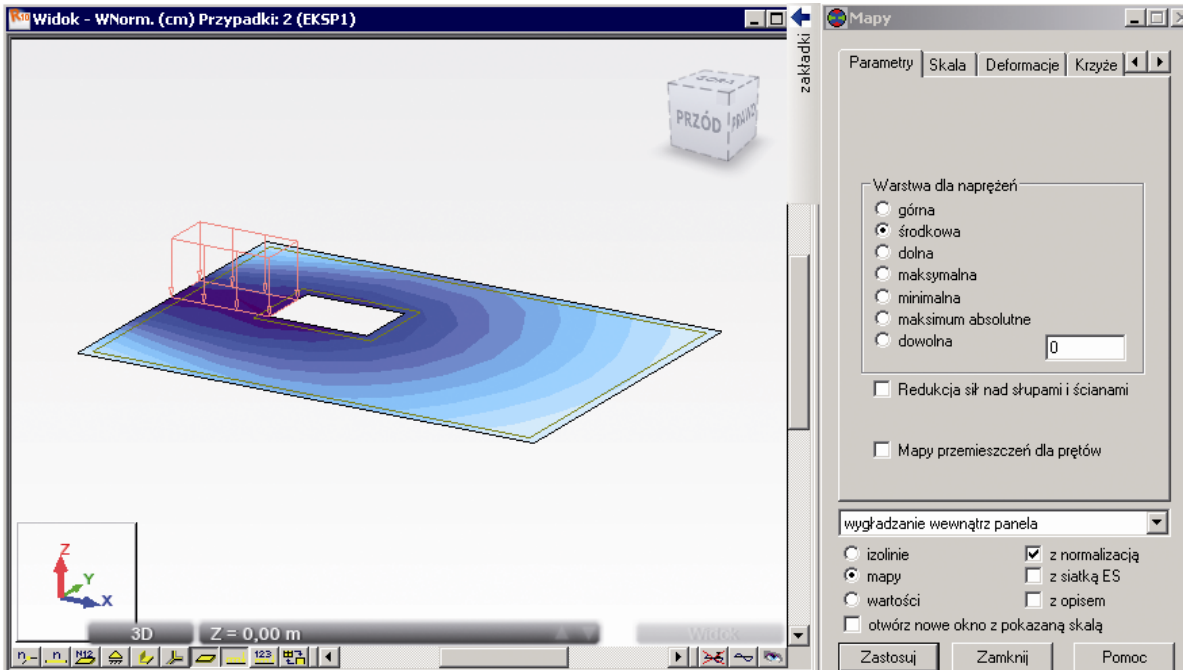 Widok - WNorm. (cm) Przypadki: 2 (EKSP1)
zakładki
GÓRA
PRZÓD
PRAWA
Z
Y
X
3D
Z = 0,00 m
Widok
Mapy
Parametry
Skala
Deformacje
Krzyże
Warstwa dla naprężeń
górna
środkowa
dolna
maksymalna
minimalna
maksimum absolutne
dowolna
0
Redukcja sił nad słupami i ścianami
Mapy przemieszczeń dla prętów
wygładzanie wewnątrz panela
izolinie
z normalizacją
mapy
z siatką ES
wartości
z opisem
otwórz nowe okno z pokazaną skalą
Zastosuj
Zamknij
Pomoc